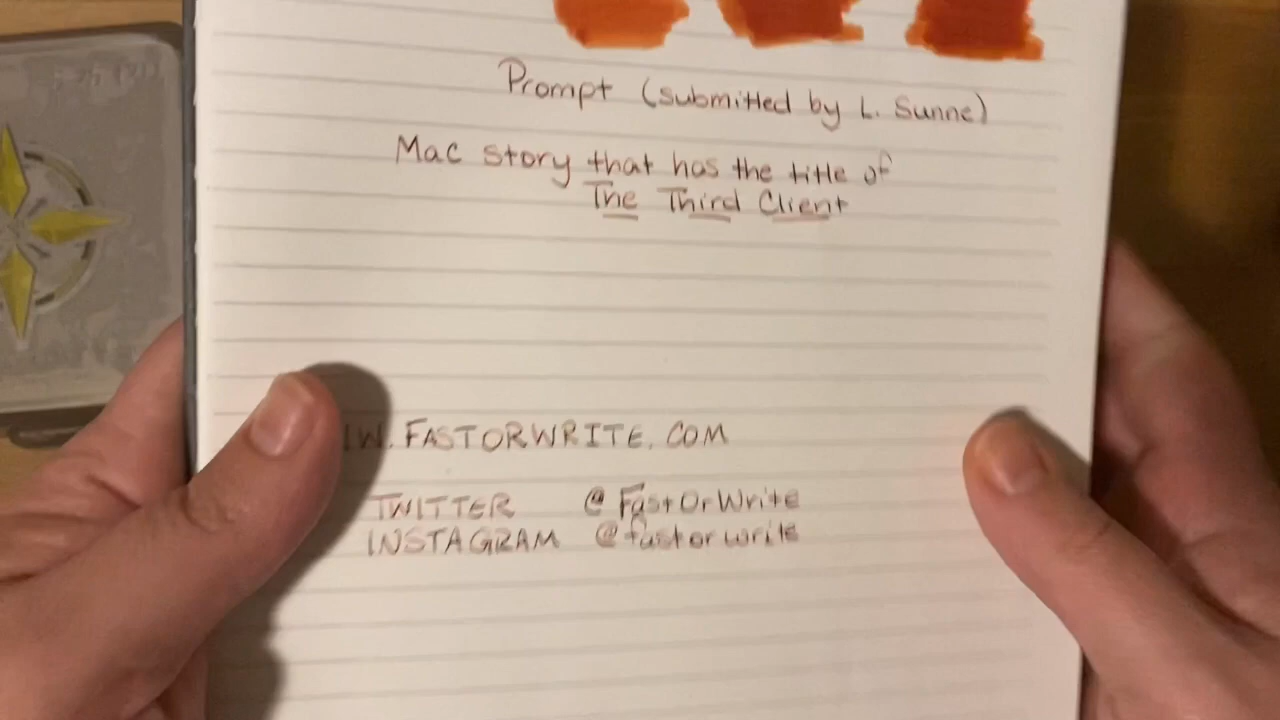 Prompt (submitted by L. Sunne)
Mac story that has the title of
The Third Client
W.FASTORWRITE.COM
TWITTER @FastOrWrite
INSTAGRAM @fastorwrite